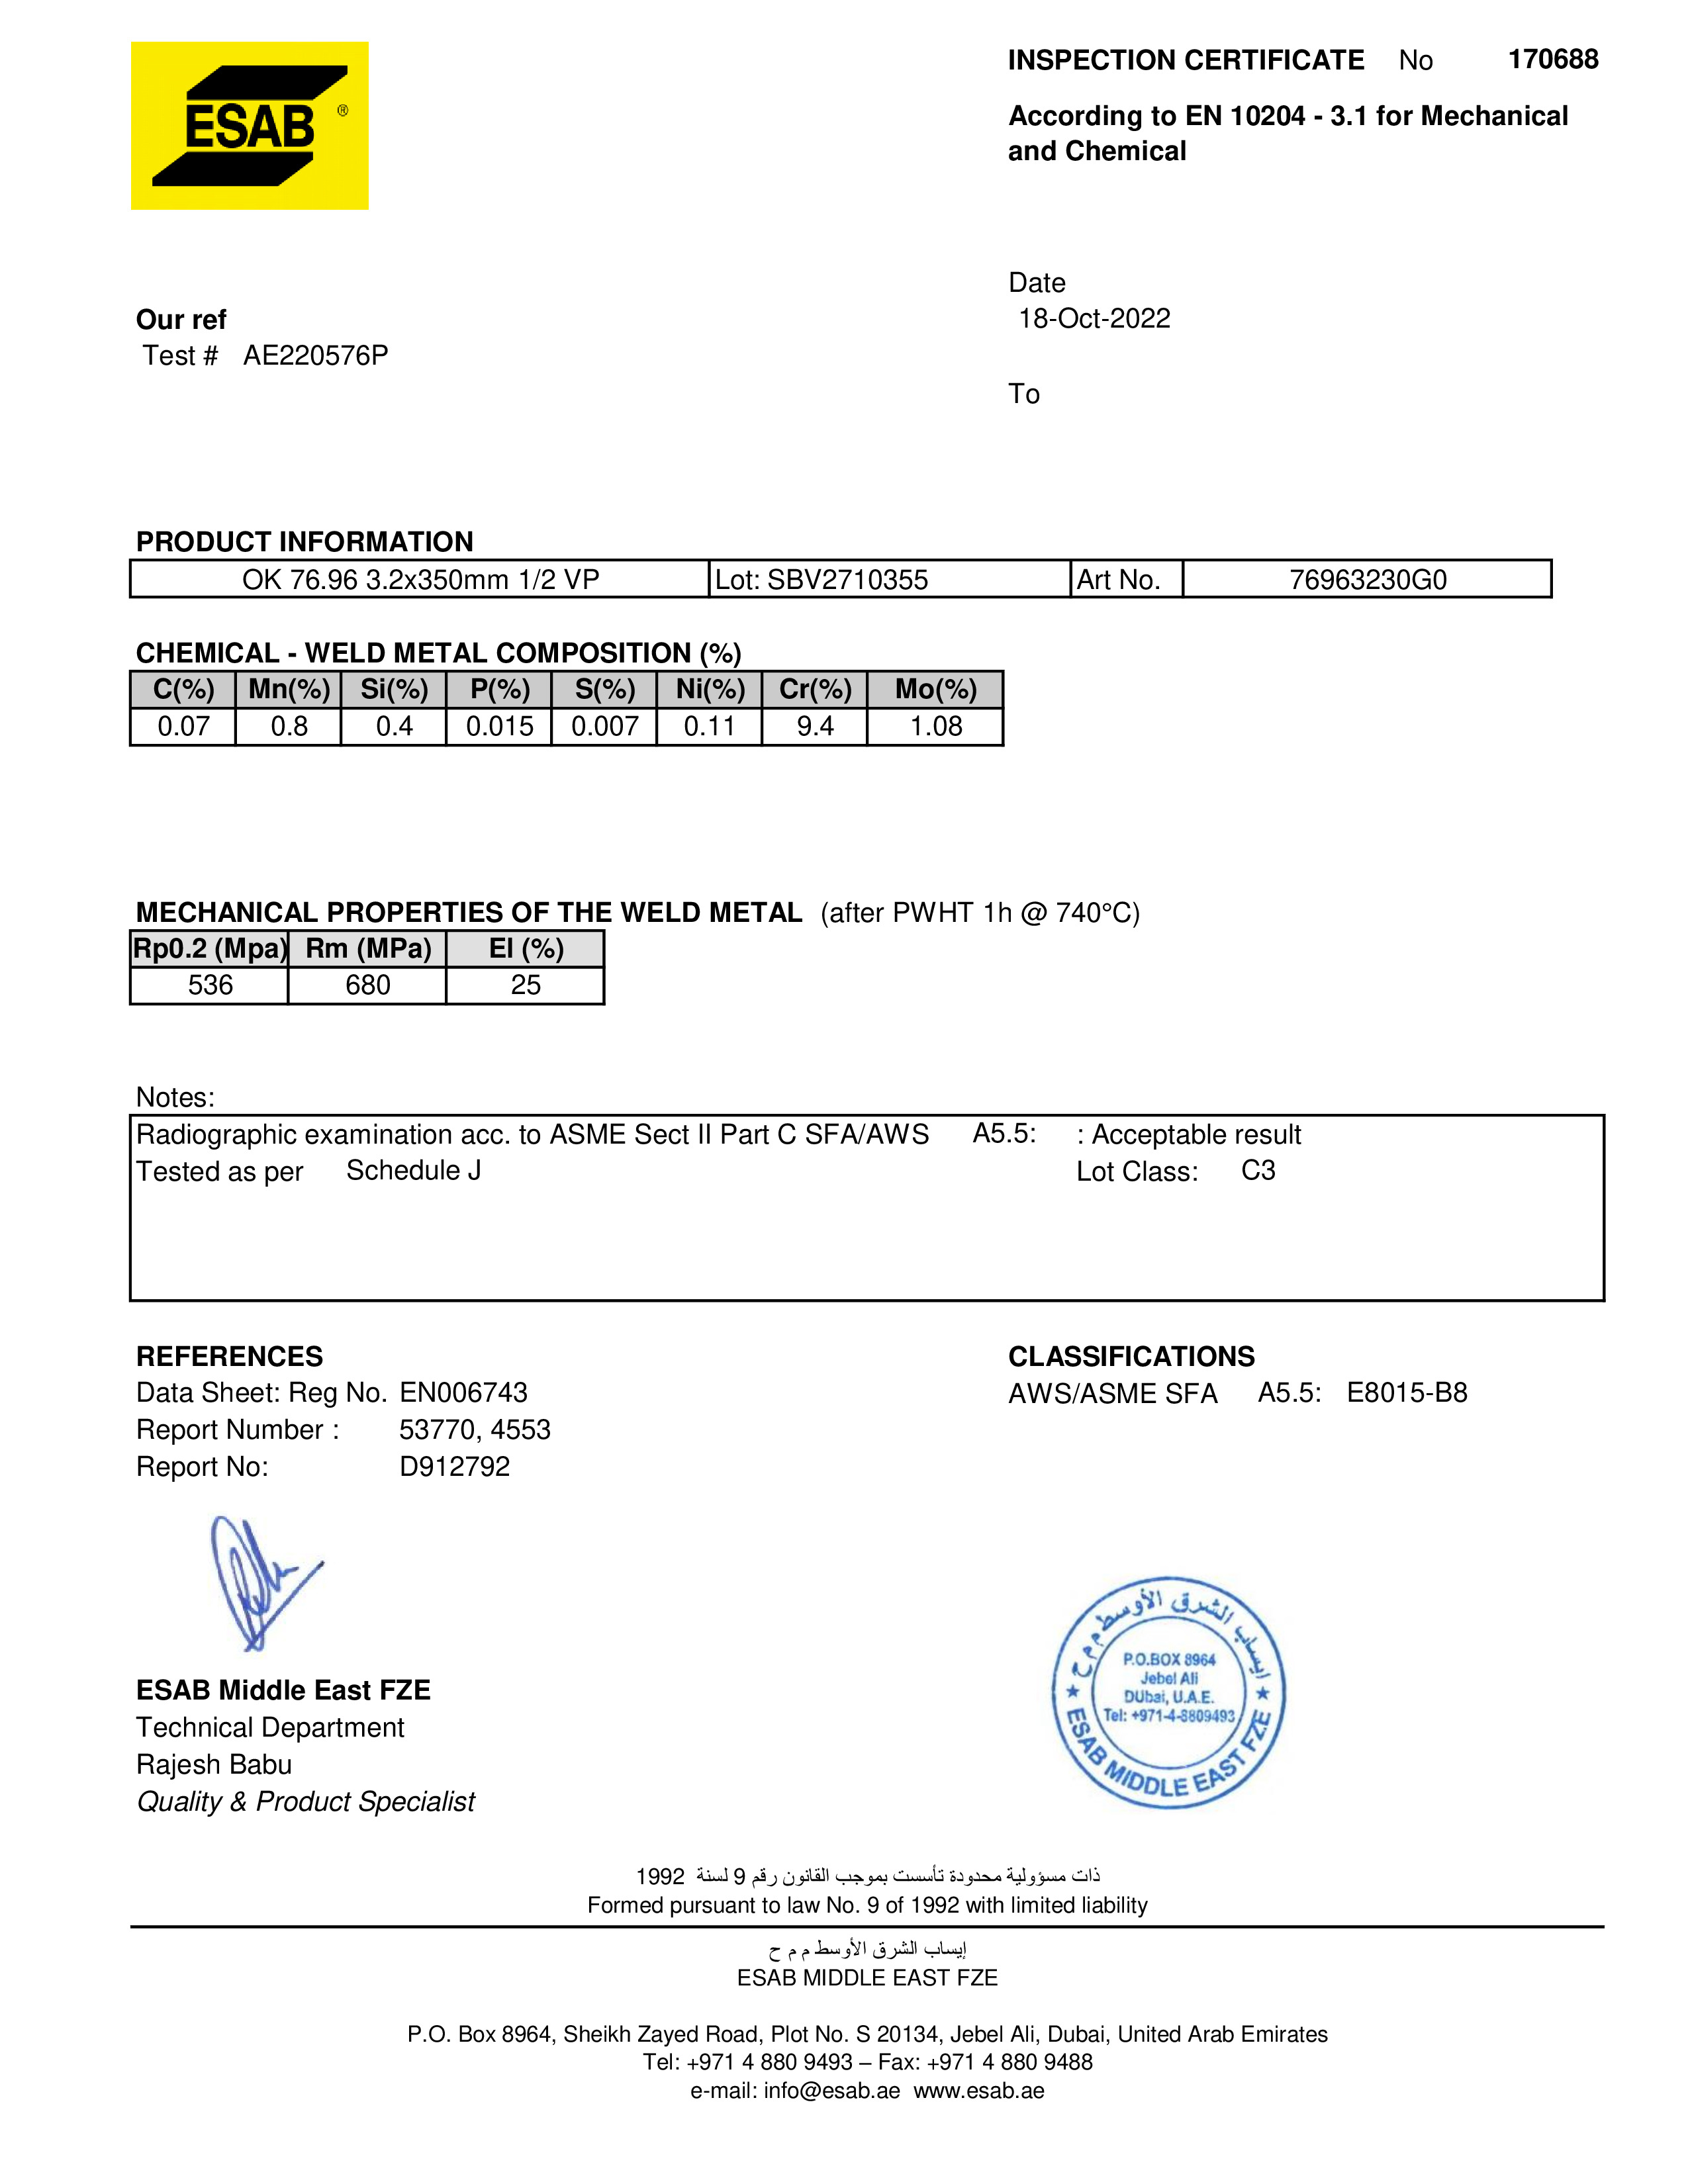 ESAB ®
INSPECTION CERTIFICATE No 170688
According to EN 10204 - 3.1 for Mechanical
and Chemical
Date
18-Oct-2022
Our ref
Test # AE220576P
To
PRODUCT INFORMATION
OK 76.96 3.2x350mm 1/2 VP Lot: SBV2710355 Art No. 76963230G0
CHEMICAL - WELD METAL COMPOSITION (%)
C(%) Mn(%) Si(%) P(%) S(%) Ni(%) Cr(%) Mo(%)
0.07 0.8 0.4 0.015 0.007 0.11 9.4 1.08
MECHANICAL PROPERTIES OF THE WELD METAL (after PWHT 1h @ 740°C)
Rp0.2 (Mpa) Rm (MPa) El (%)
536 680 25
Notes:
Radiographic examination acc. to ASME Sect II Part C SFA/AWS A5.5: : Acceptable result
Tested as per Schedule J Lot Class: C3
REFERENCES
Data Sheet: Reg No. EN006743
Report Number : 53770, 4553
Report No: D912792
CLASSIFICATIONS
AWS/ASME SFA A5.5: E8015-B8
ESAB Middle East FZE
Technical Department
Rajesh Babu
Quality & Product Specialist
ايساب الشرق الأوسط م م ح
P.O.BOX 8964
Jebel Ali
DUbai, U.A.E.
Tel: +971-4-8809493
★ ESAB MIDDLE EAST FZE ★
ذات مسؤولية محدودة تأسست بموجب القانون رقم 9 لسنة 1992
Formed pursuant to law No. 9 of 1992 with limited liability
إيساب الشرق الأوسط م م ح
ESAB MIDDLE EAST FZE
P.O. Box 8964, Sheikh Zayed Road, Plot No. S 20134, Jebel Ali, Dubai, United Arab Emirates
Tel: +971 4 880 9493 – Fax: +971 4 880 9488
e-mail: info@esab.ae www.esab.ae